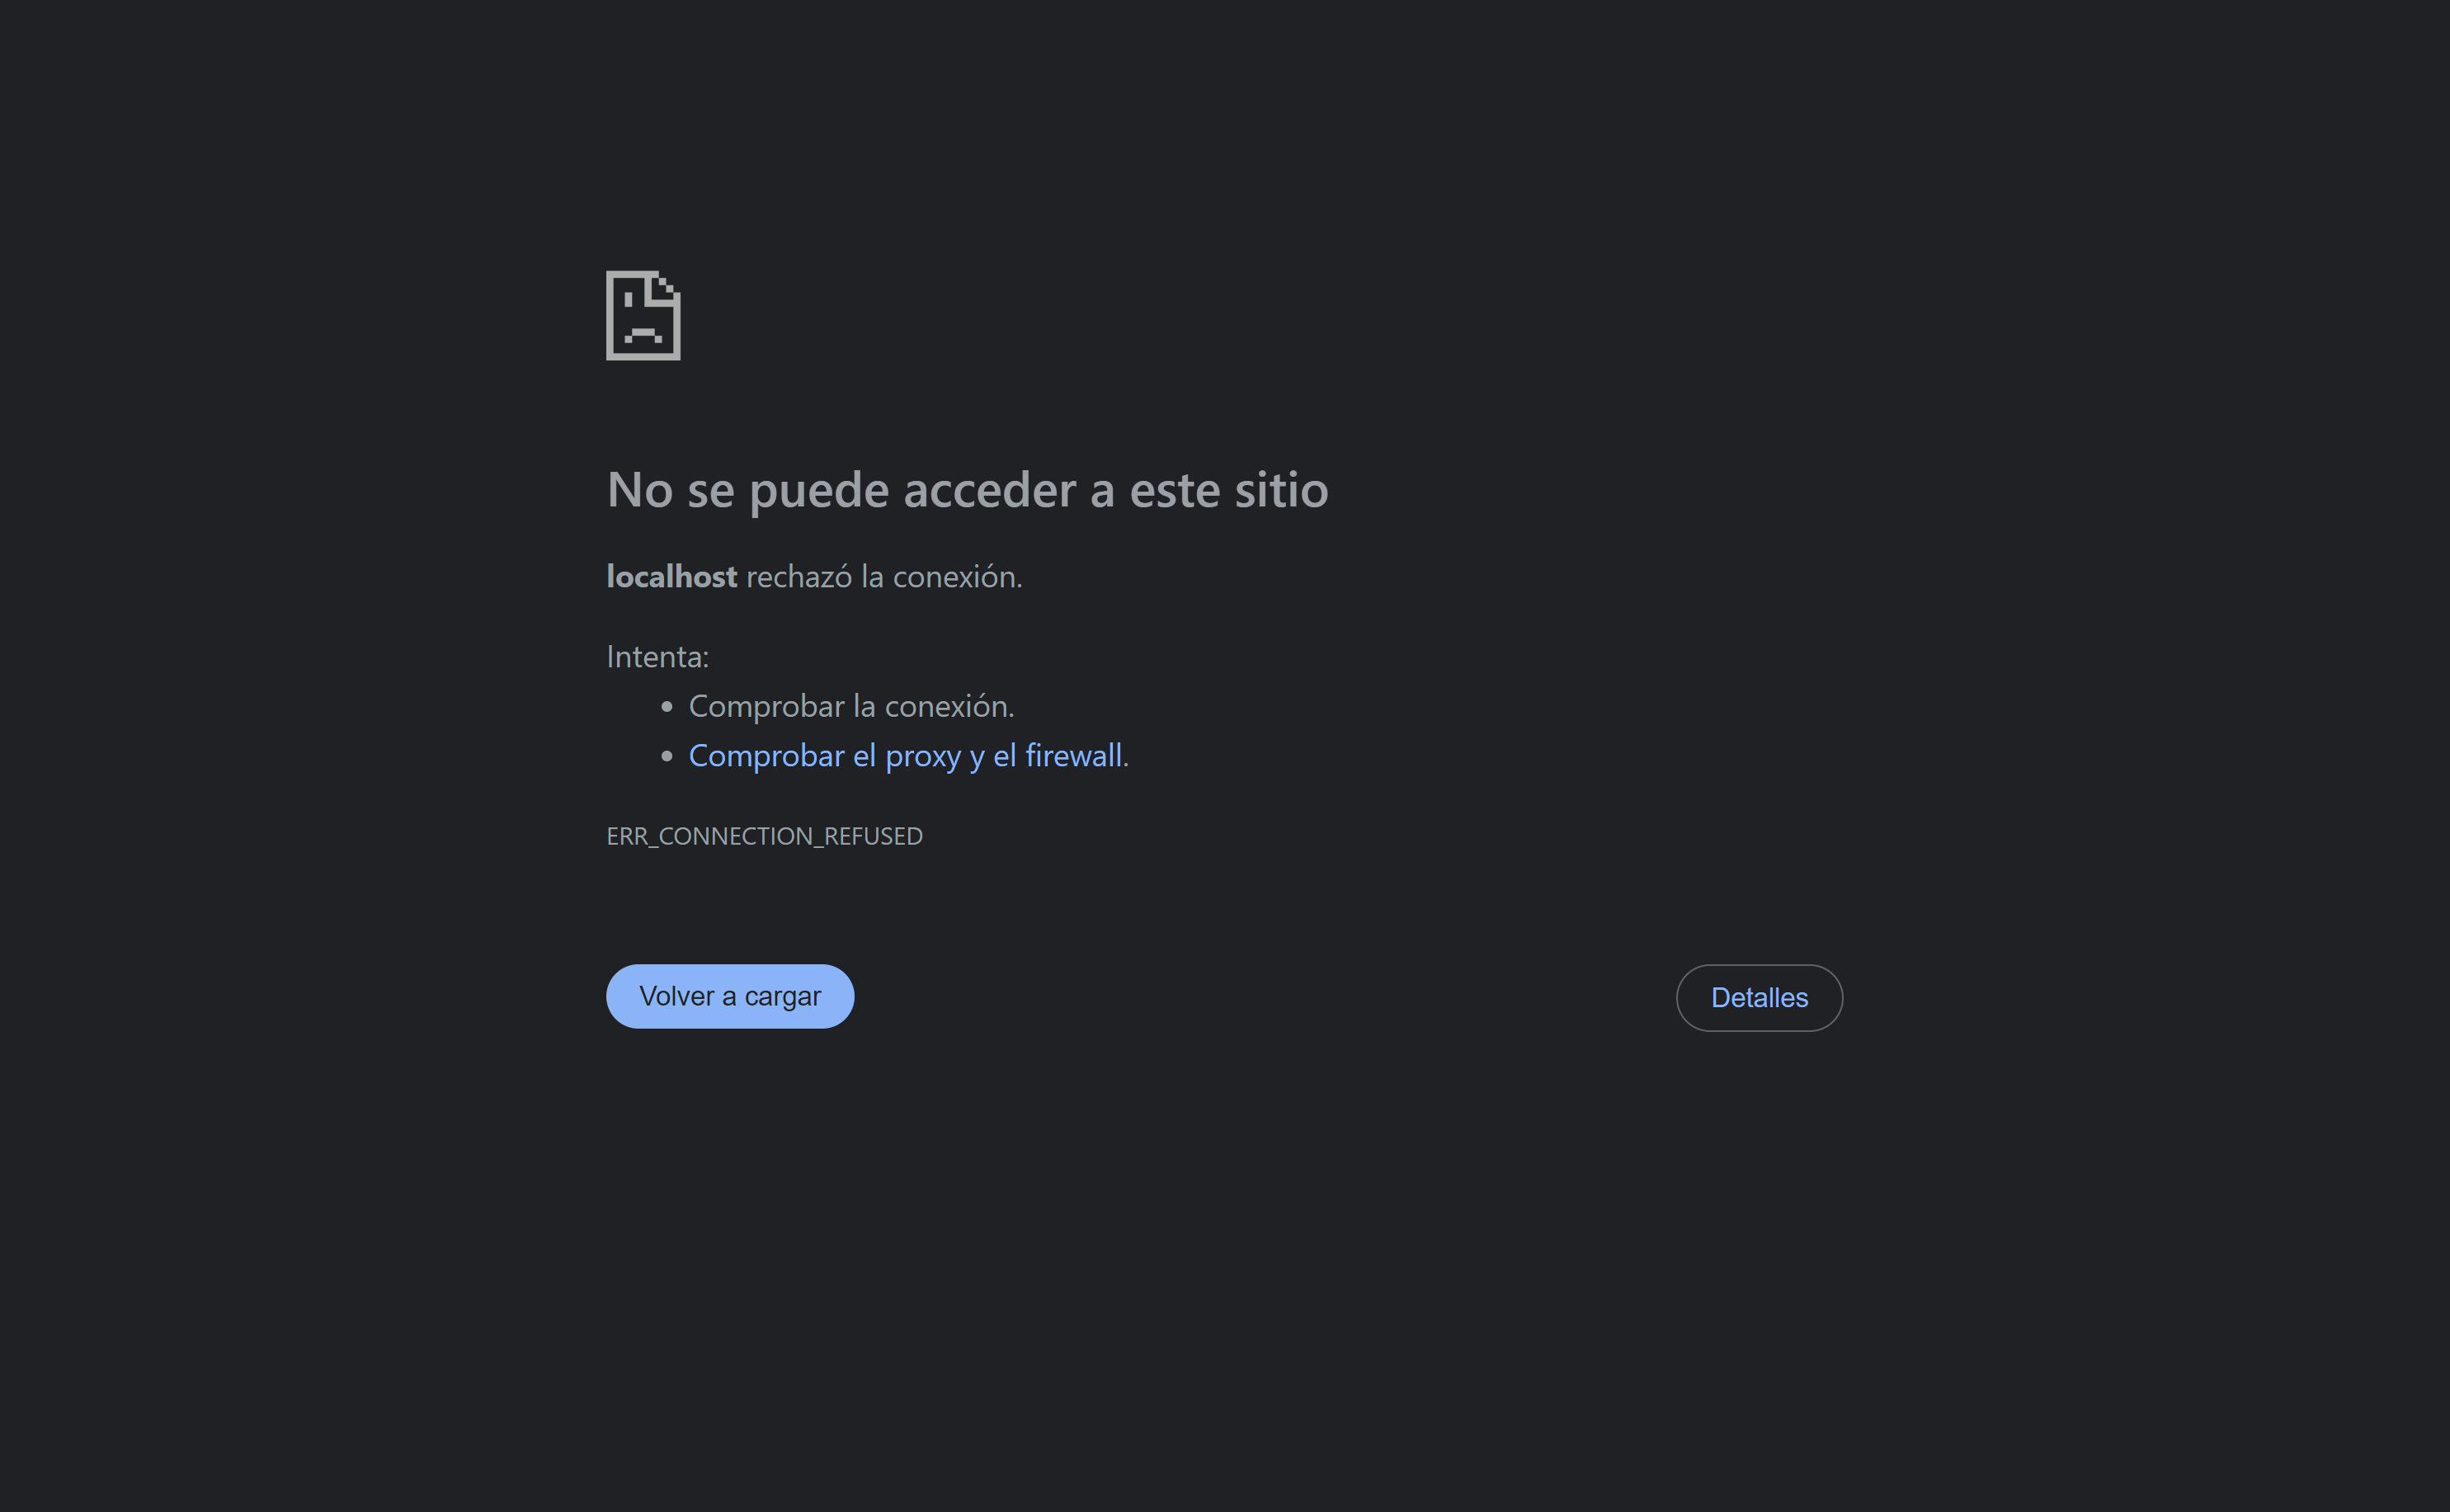 No se puede acceder a este sitio
localhost rechazó la conexión.
Intenta:
• Comprobar la conexión.
• Comprobar el proxy y el firewall.
ERR_CONNECTION_REFUSED
Volver a cargar
Detalles